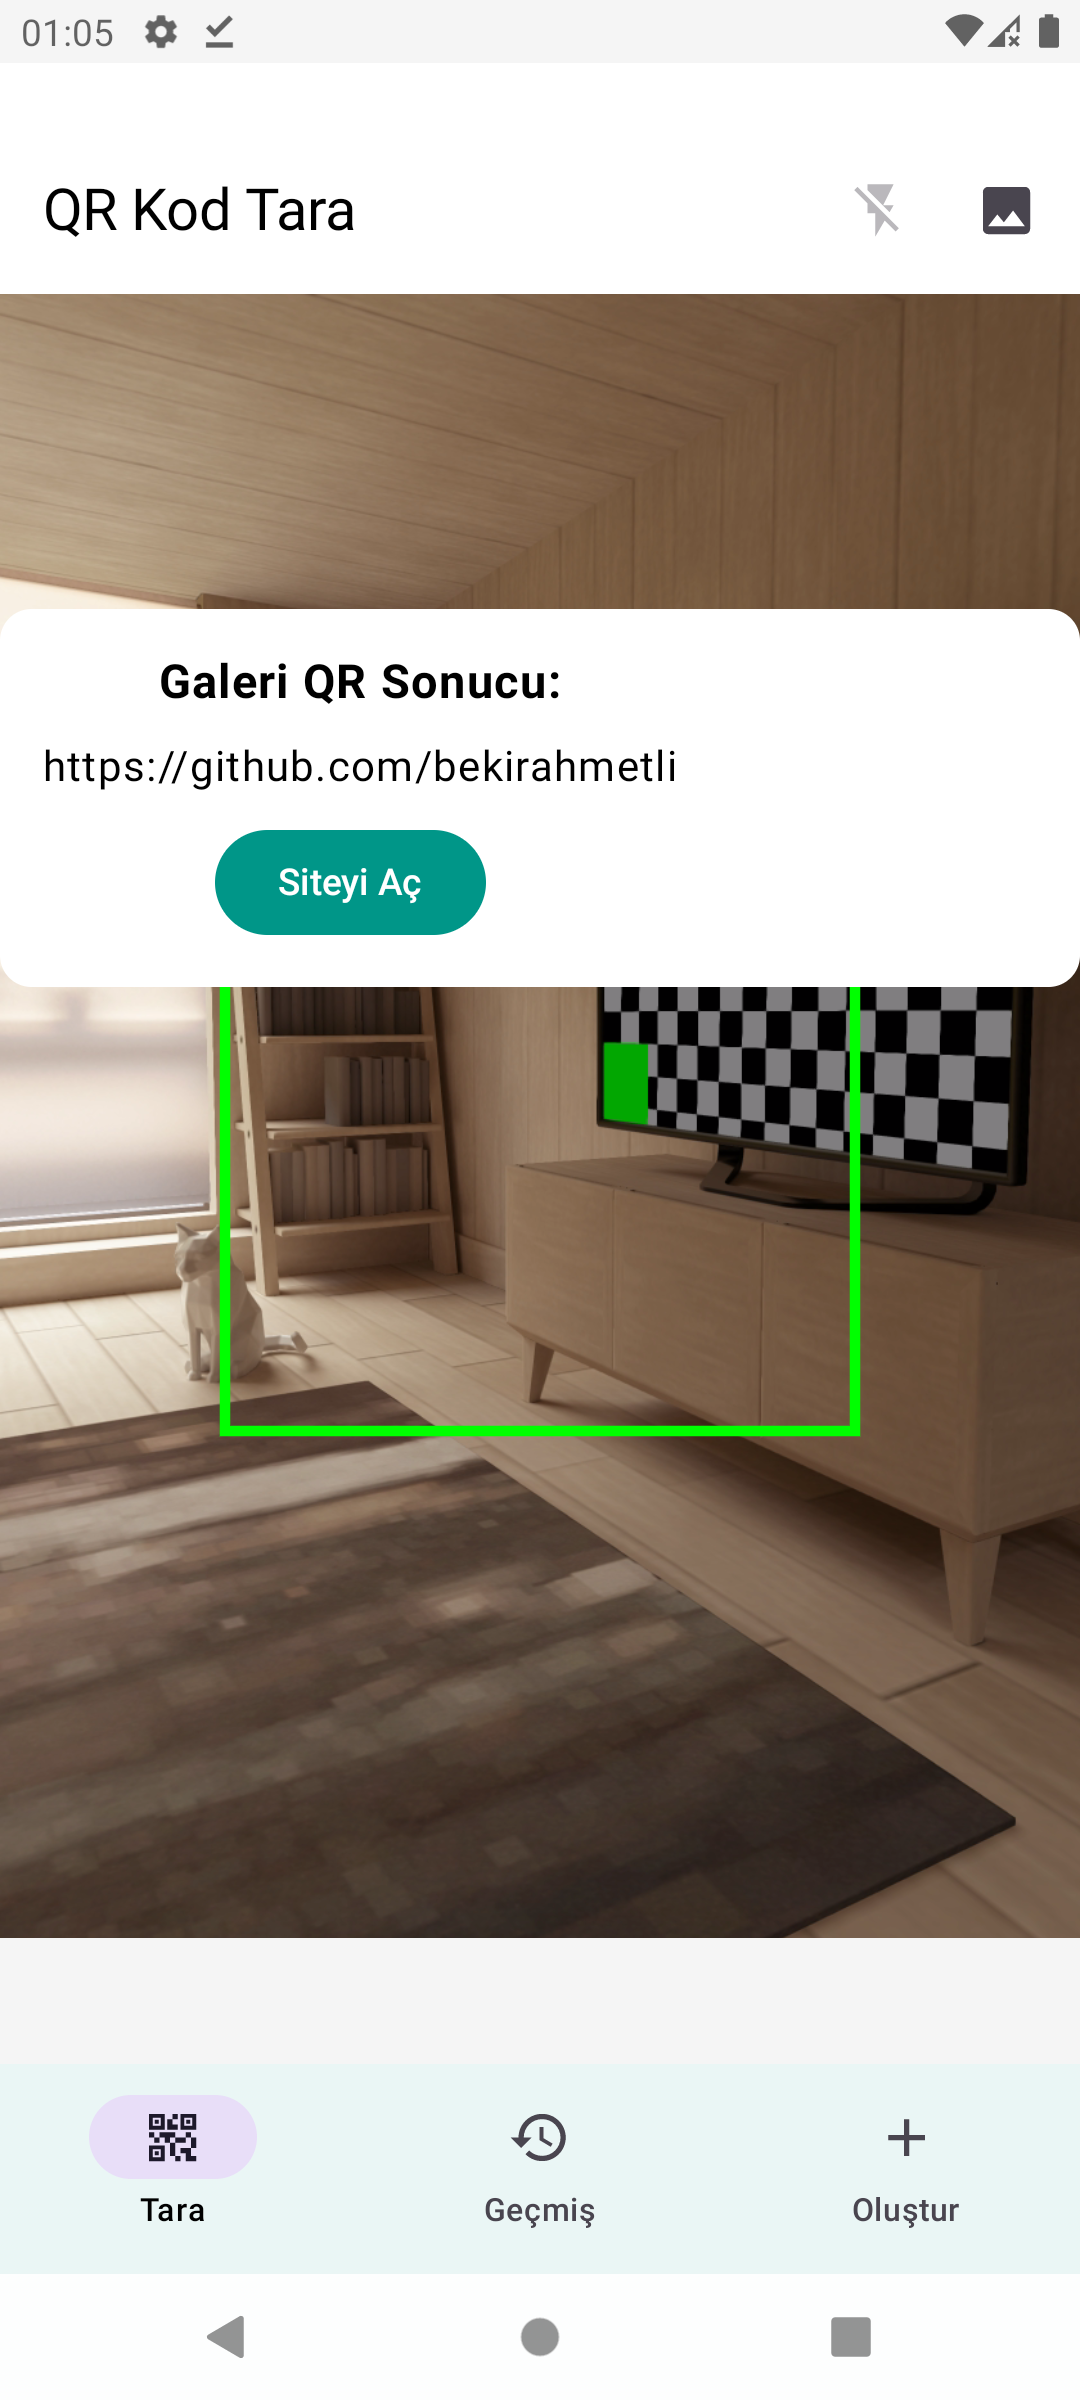 01:05
QR Kod Tara
Galeri QR Sonucu:
https://github.com/bekirahmetli
Siteyi Aç
Tara
Geçmiş
Oluştur